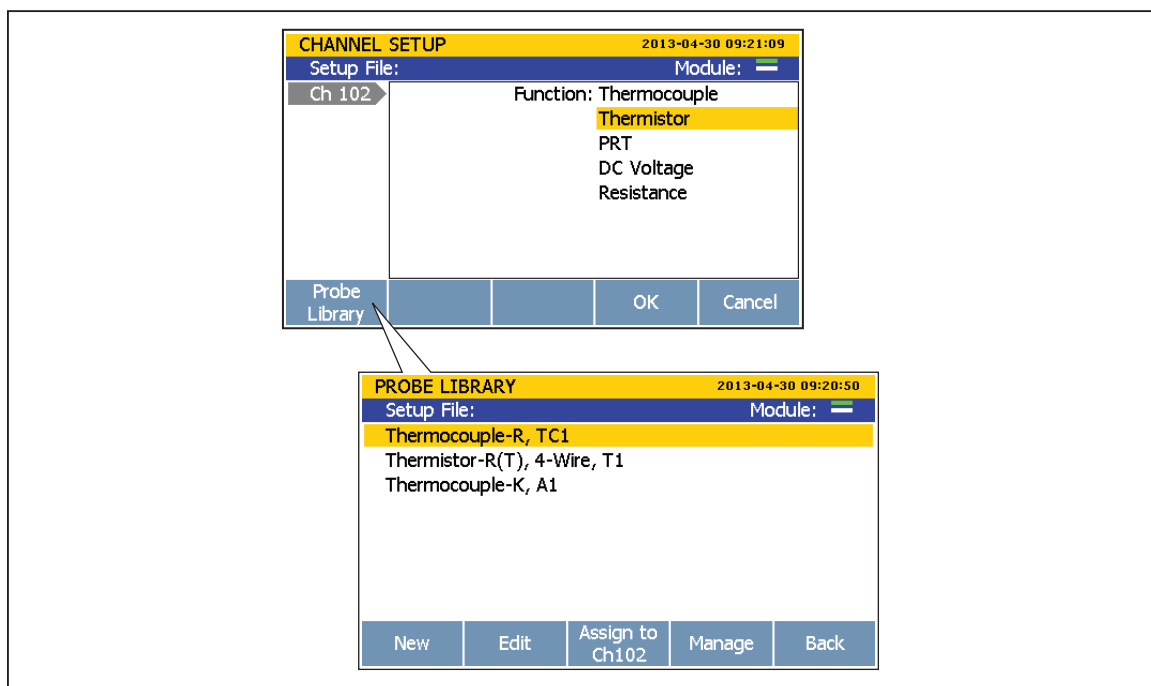 CHANNEL SETUP 2013-04-30 09:21:09
Setup File: Module:
Ch 102 Function: Thermocouple
Thermistor
PRT
DC Voltage
Resistance
Probe Library OK Cancel
PROBE LIBRARY 2013-04-30 09:20:50
Setup File: Module:
Thermocouple-R, TC1
Thermistor-R(T), 4-Wire, T1
Thermocouple-K, A1
New Edit Assign to Ch102 Manage Back